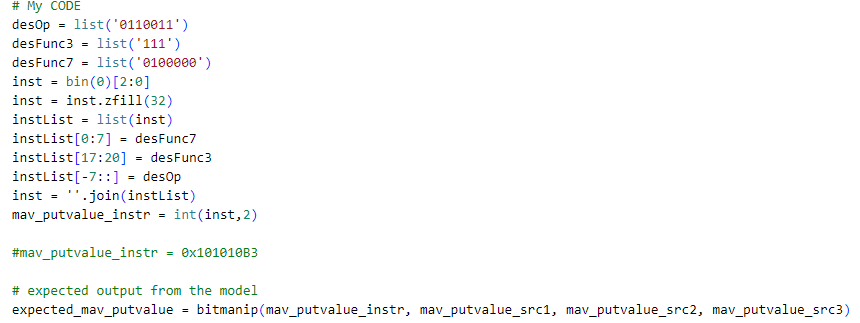 # My CODE
desOp = list('0110011')
desFunc3 = list('111')
desFunc7 = list('0100000')
inst = bin(0)[2:0]
inst = inst.zfill(32)
instList = list(inst)
instList[0:7] = desFunc7
instList[17:20] = desFunc3
instList[-7::] = desOp
inst = ''.join(instList)
mav_putvalue_instr = int(inst,2)
#mav_putvalue_instr = 0x101010B3
# expected output from the model
expected_mav_putvalue = bitmanip(mav_putvalue_instr, mav_putvalue_src1, mav_putvalue_src2, mav_putvalue_src3)